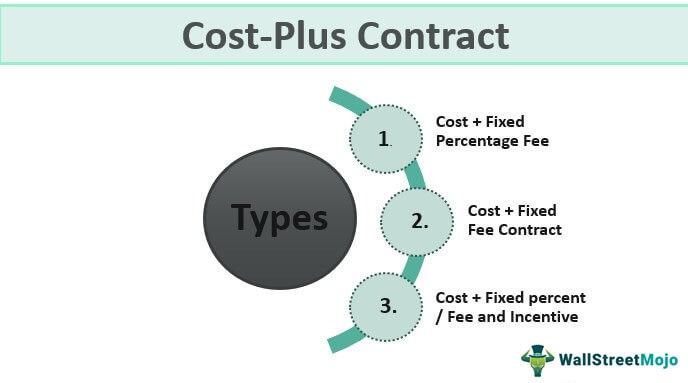 Cost-Plus Contract
Types
1.
Cost + Fixed
Percentage Fee
2.
Cost + Fixed
Fee Contract
3.
Cost + Fixed percent
/ Fee and Incentive
WallStreetMojo